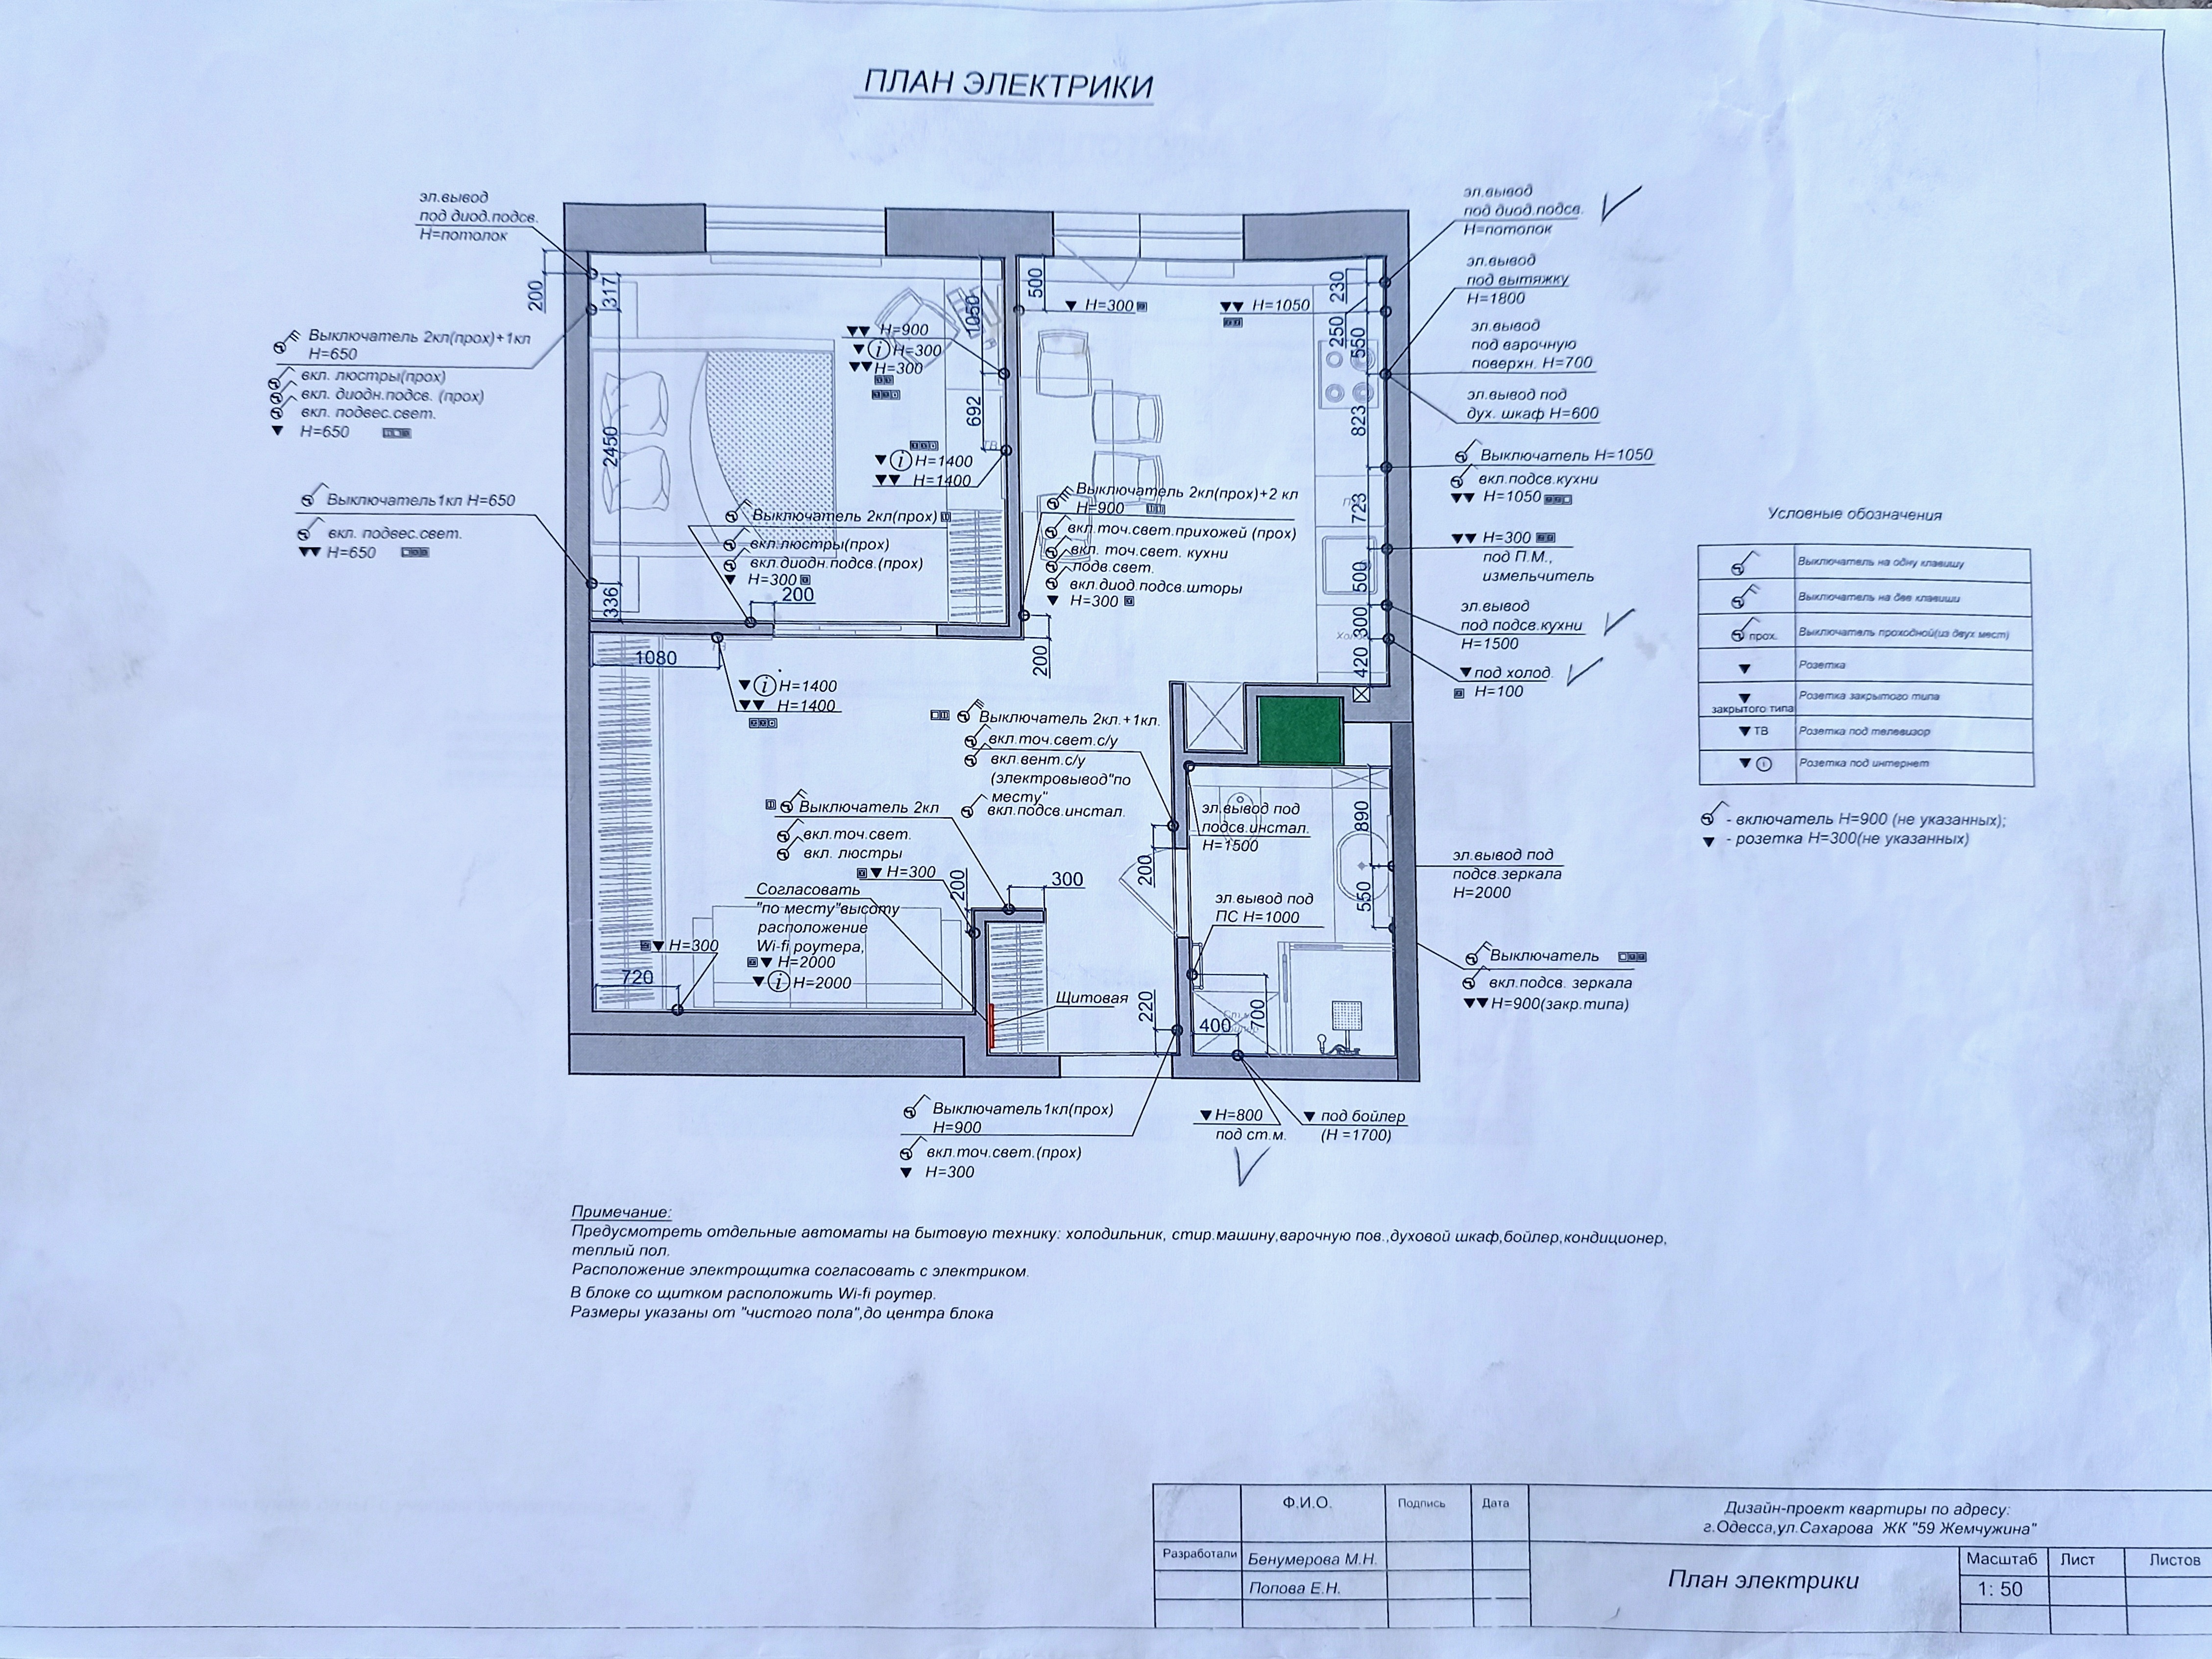 ПЛАН ЭЛЕКТРИКИ
эл.вывод
под диод.подсв.
Н=потолок
200
317
Выключатель 2кл(прох)+1кл
Н=650
вкл. люстры(прох)
вкл. диодн.подсв. (прох)
вкл. подвес.свет.
Н=650
2450
Выключатель1кл Н=650
вкл. подвес.свет.
Н=650
336
1050
Н=900
i Н=300
Н=300
692
ТВ
i Н=1400
Н=1400
Выключатель 2кл(прох)
вкл.люстры(прох)
вкл.диодн.подсв.(прох)
Н=300
200
500
Н=300
Н=1050
230
250
550
823
723
500
300
420
Выключатель 2кл(прох)+2 кл
Н=900
вкл.точ.свет.прихожей (прох)
вкл. точ.свет. кухни
подв.свет.
вкл.диод.подсв.шторы
Н=300
200
эл.вывод
под диод.подсв.
Н=потолок
эл.вывод
под вытяжку
Н=1800
эл.вывод
под варочную
поверхн. Н=700
эл.вывод под
дух. шкаф Н=600
Выключатель Н=1050
вкл.подсв.кухни
Н=1050
Н=300
под П.М.,
измельчитель
эл.вывод
под подсв.кухни
Н=1500
под холод.
Н=100
Условные обозначения
Выключатель на одну клавишу
Выключатель на две клавиши
прох. Выключатель проходной(из двух мест)
Розетка
закрытого типа Розетка закрытого типа
ТВ Розетка под телевизор
i Розетка под интернет
- включатель Н=900 (не указанных);
- розетка Н=300(не указанных)
1080
i Н=1400
Н=1400
Выключатель 2кл.+1кл.
вкл.точ.свет.с/у
вкл.вент.с/у
(электровывод"по
месту"
вкл.подсв.инстал.
Выключатель 2кл
вкл.точ.свет.
вкл. люстры
Н=300
200
300
Согласовать
"по месту"высоту
расположение
Wi-fi роутера,
Н=2000
i Н=2000
Н=300
720
Щитовая
220
200
эл.вывод под
подсв.инстал.
Н=1500
эл.вывод под
ПС Н=1000
890
550
400
700
эл.вывод под
подсв.зеркала
Н=2000
Выключатель
вкл.подсв. зеркала
Н=900(закр.типа)
Выключатель1кл(прох)
Н=900
вкл.точ.свет.(прох)
Н=300
Н=800
под ст.м.
под бойлер
(Н =1700)
Примечание:
Предусмотреть отдельные автоматы на бытовую технику: холодильник, стир.машину,варочную пов.,духовой шкаф,бойлер,кондиционер,
теплый пол.
Расположение электрощитка согласовать с электриком.
В блоке со щитком расположить Wi-fi роутер.
Размеры указаны от "чистого пола",до центра блока
Ф.И.О. Подпись Дата
Разработали Бенумерова М.Н.
Попова Е.Н.
Дизайн-проект квартиры по адресу:
г.Одесса,ул.Сахарова ЖК "59 Жемчужина"
План электрики
Масштаб Лист Листов
1: 50